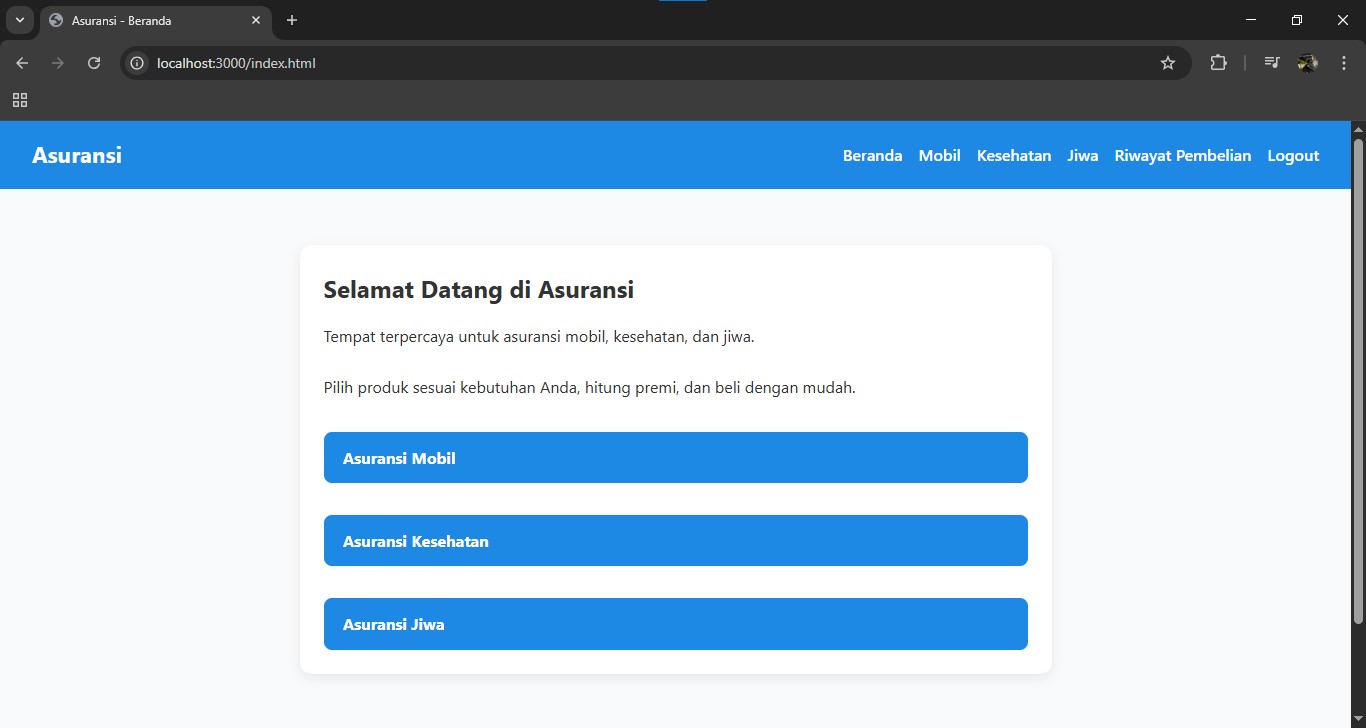 Asuransi - Beranda
localhost:3000/index.html
Asuransi
Beranda Mobil Kesehatan Jiwa Riwayat Pembelian Logout
Selamat Datang di Asuransi
Tempat terpercaya untuk asuransi mobil, kesehatan, dan jiwa.
Pilih produk sesuai kebutuhan Anda, hitung premi, dan beli dengan mudah.
Asuransi Mobil
Asuransi Kesehatan
Asuransi Jiwa